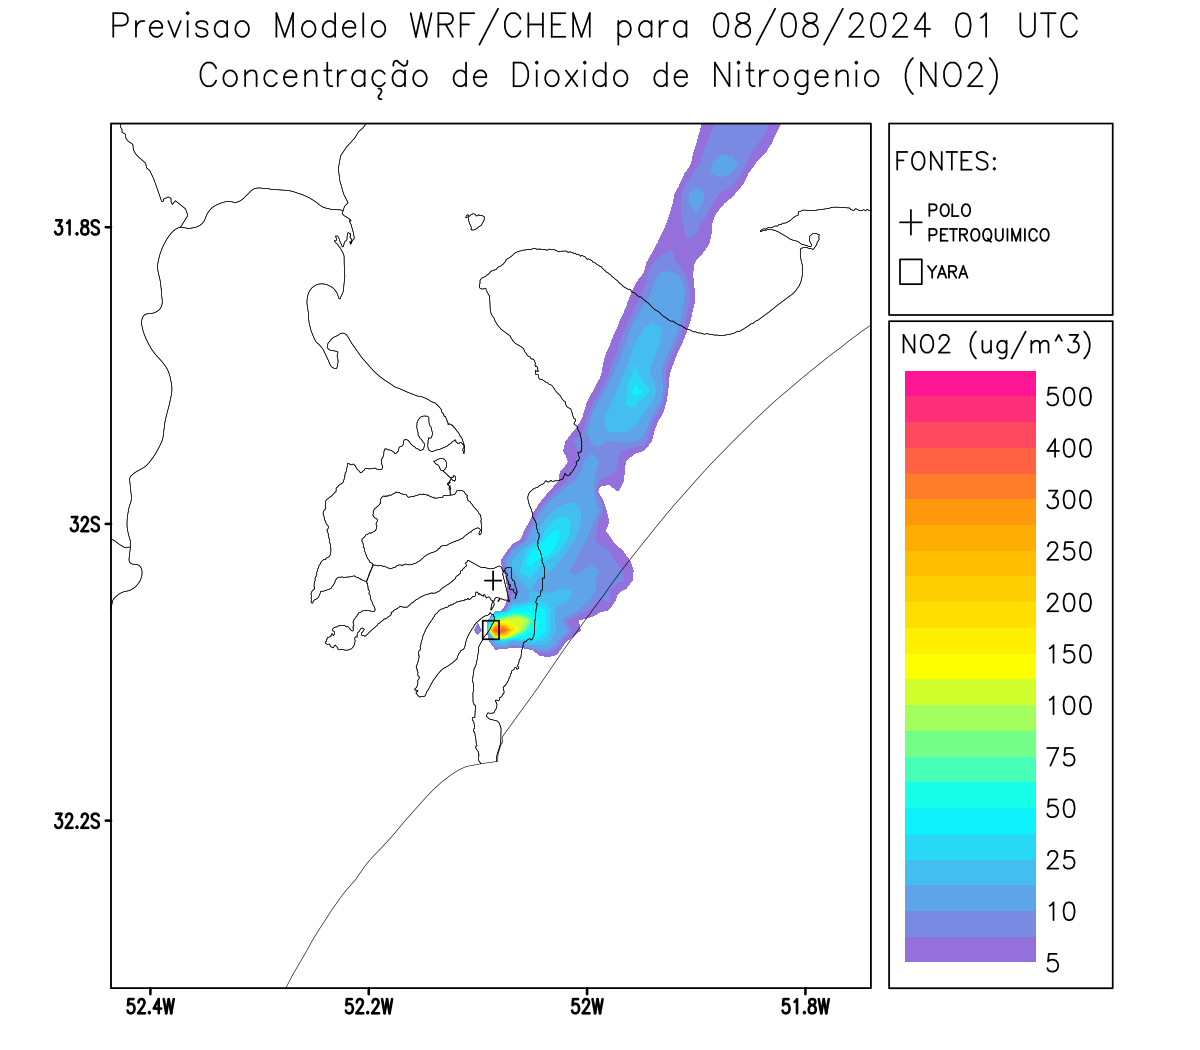 Previsao Modelo WRF/CHEM para 08/08/2024 01 UTC
Concentração de Dioxido de Nitrogenio (NO2)
FONTES:
POLO
PETROQUIMICO
YARA
31.8S
32S
32.2S
52.4W
52.2W
52W
51.8W
NO2 (ug/m^3)
500
400
300
250
200
150
100
75
50
25
10
5